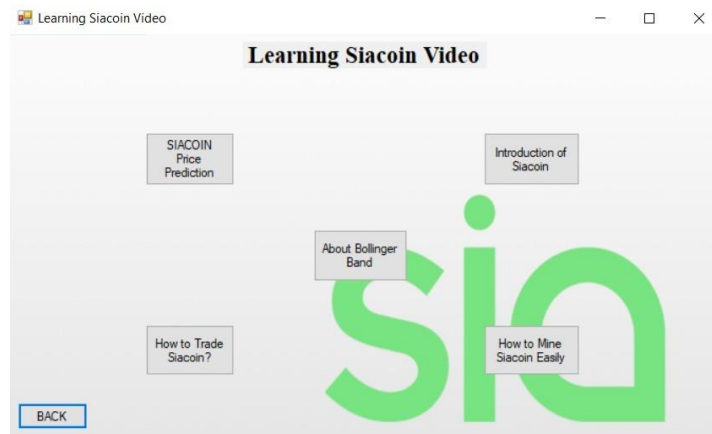 Learning Siacoin Video
Learning Siacoin Video
SIACOIN
Price
Prediction
Introduction of
Siacoin
About Bollinger
Band
sia
How to Trade
Siacoin?
How to Mine
Siacoin Easily
BACK